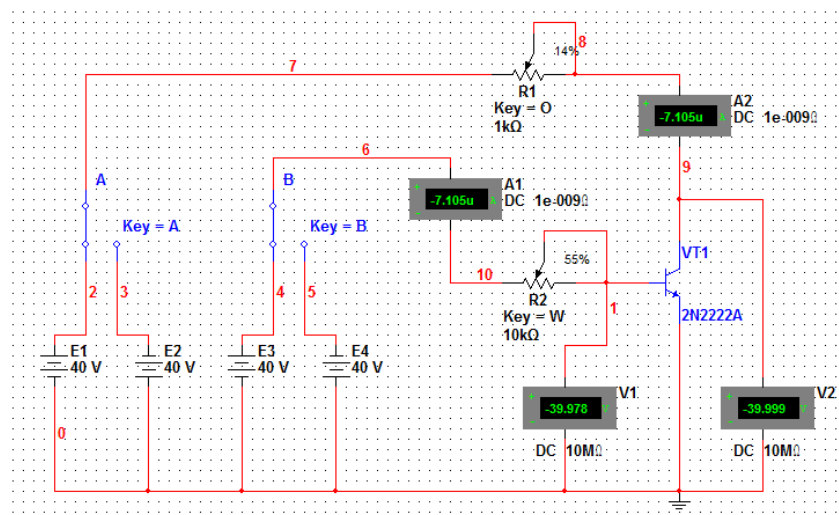 8
14%
7
R1
Key = O
1kΩ
+
-7.105u
A
-
A2
DC 1e-009Ω
6
9
A
B
+
-7.105u
A
-
A1
DC 1e-009Ω
Key = A
Key = B
10
55%
R2
Key = W
10kΩ
1
VT1
2N2222A
2
3
4
5
E1
40 V
E2
40 V
E3
40 V
E4
40 V
0
+
-39.978
V
-
V1
DC 10MΩ
+
-39.999
V
-
V2
DC 10MΩ